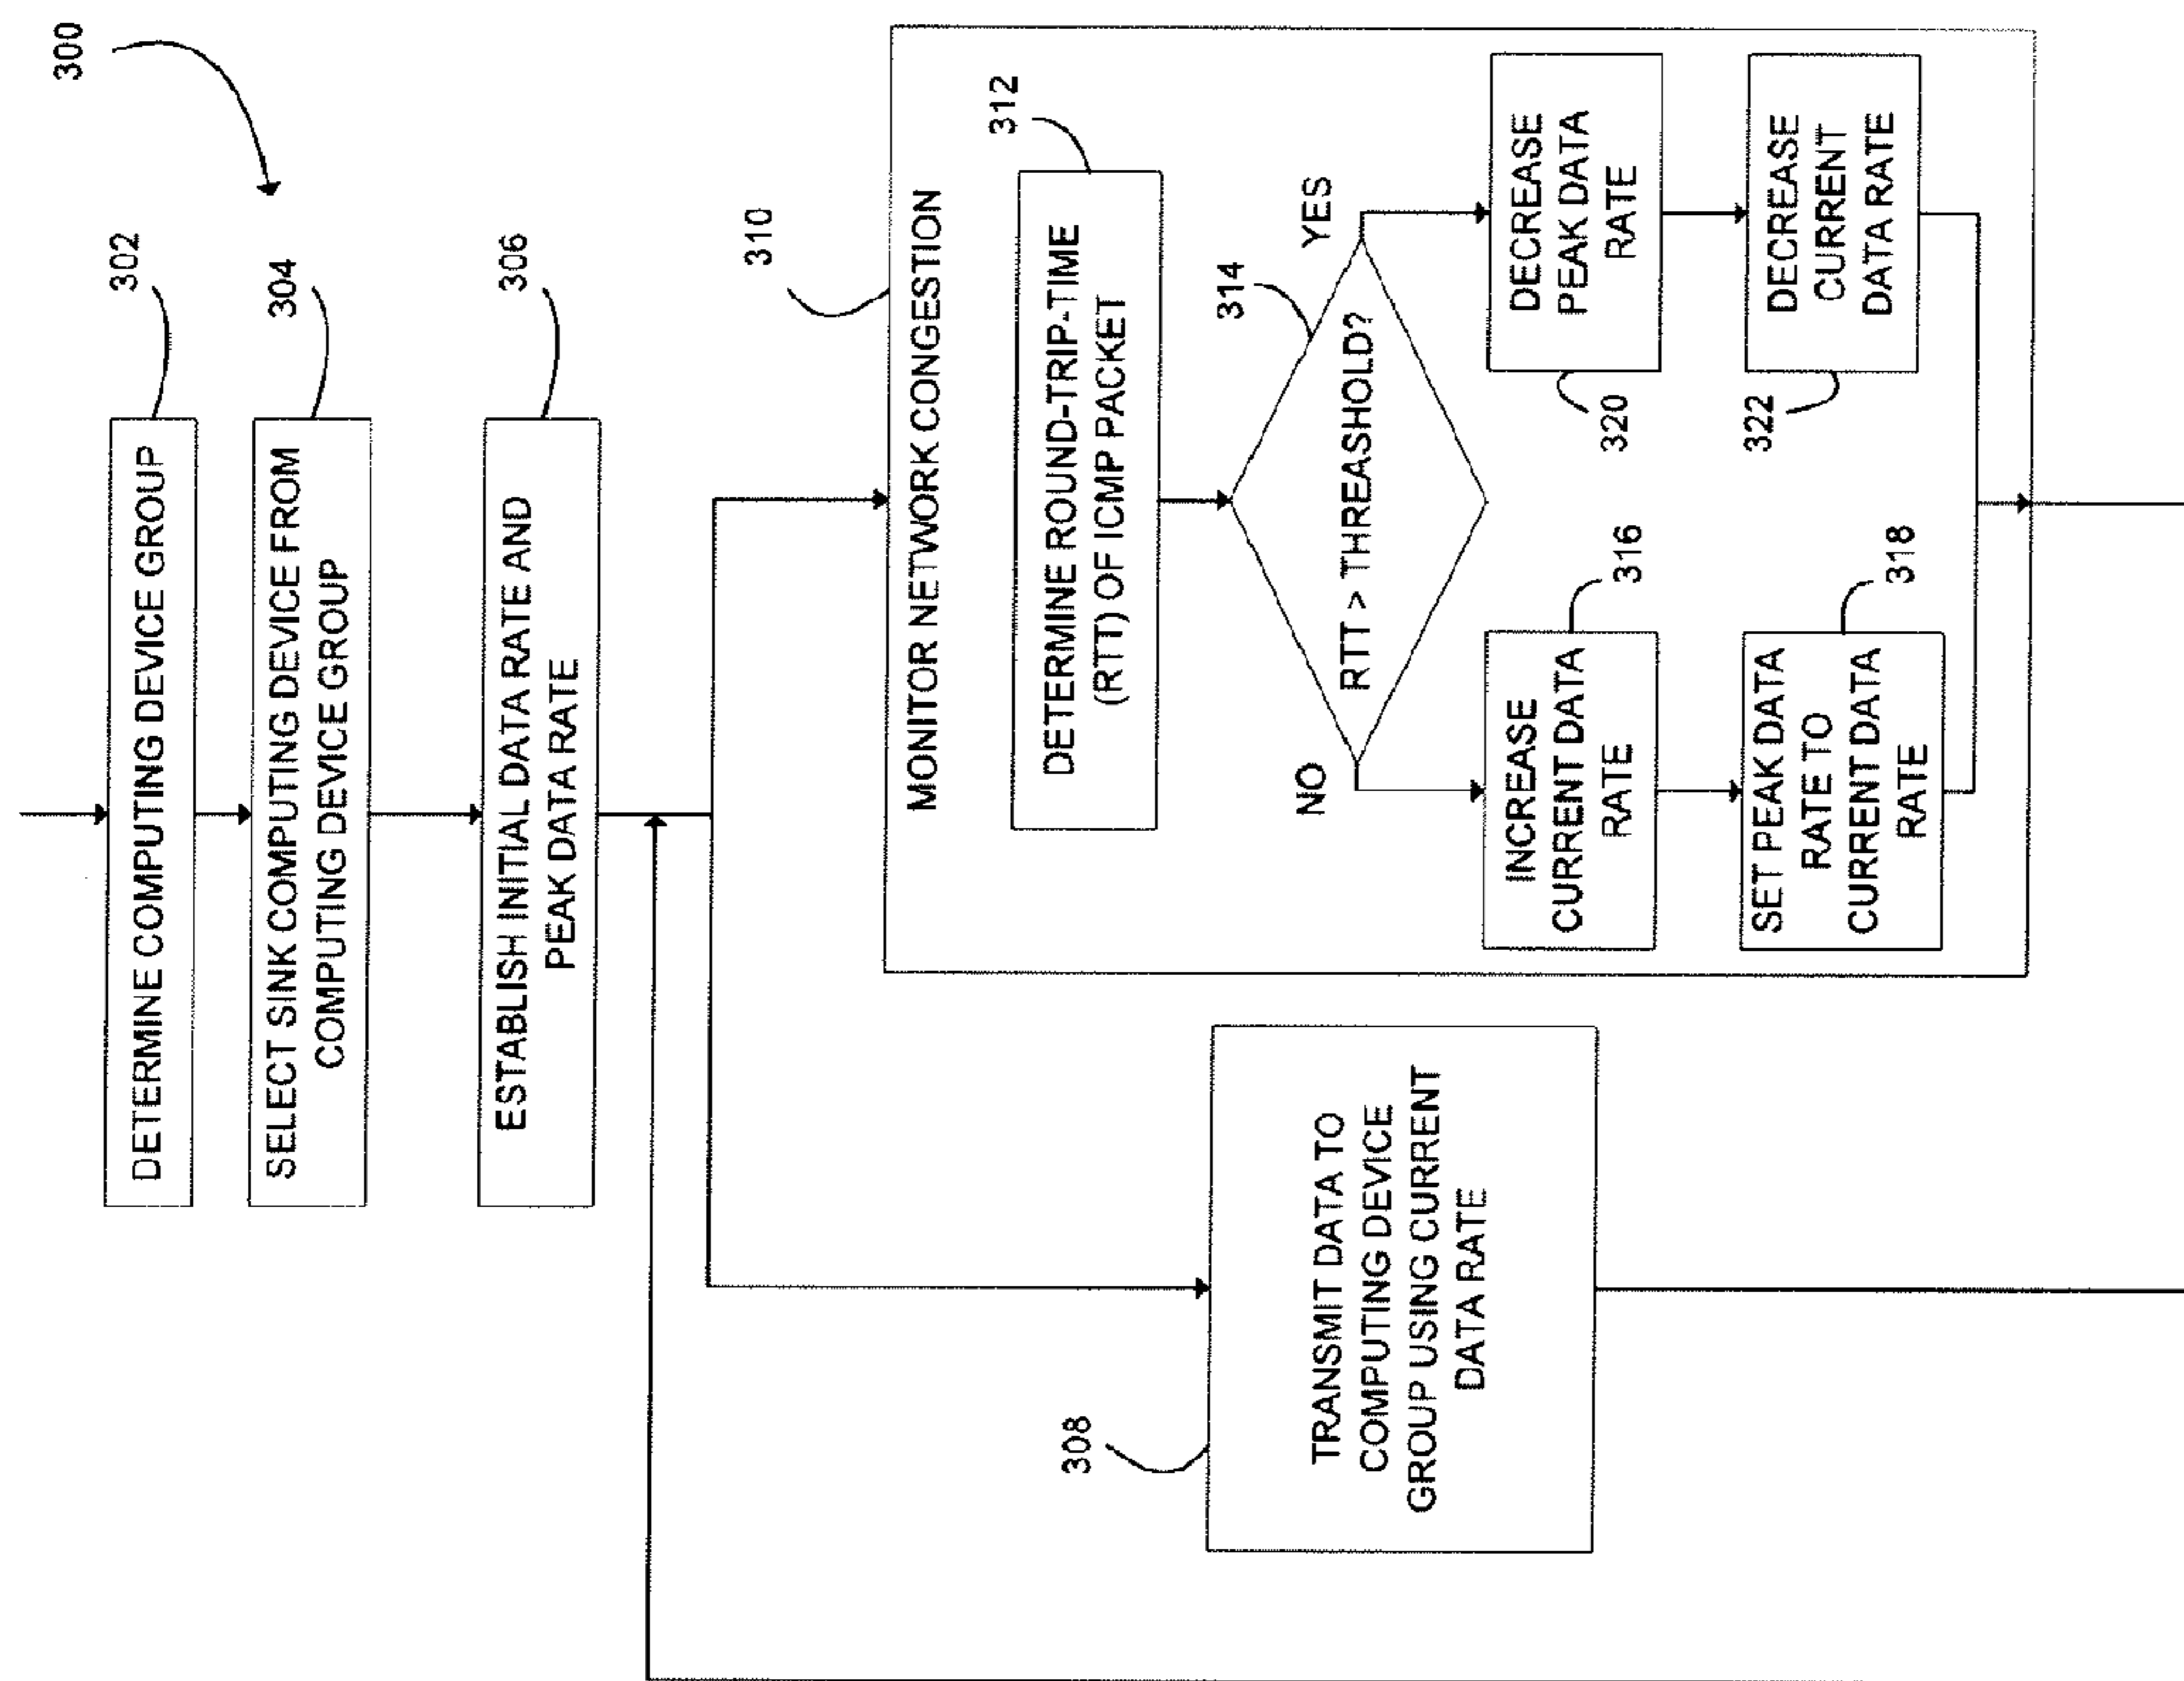 300
DETERMINE COMPUTING DEVICE GROUP
302
SELECT SINK COMPUTING DEVICE FROM
COMPUTING DEVICE GROUP
304
ESTABLISH INITIAL DATA RATE AND
PEAK DATA RATE
306
308
TRANSMIT DATA TO
COMPUTING DEVICE
GROUP USING CURRENT
DATA RATE
310
MONITOR NETWORK CONGESTION
312
DETERMINE ROUND-TRIP-TIME
(RTT) OF ICMP PACKET
314
RTT > THREASHOLD?
NO
YES
INCREASE
CURRENT DATA
RATE
316
SET PEAK DATA
RATE TO
CURRENT DATA
RATE
318
DECREASE
PEAK DATA
RATE
320
DECREASE
CURRENT
DATA RATE
322